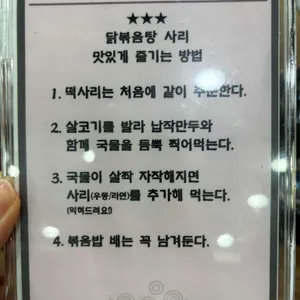 ★★★
닭볶음탕 사리
맛있게 즐기는 방법
1. 떡사리는 처음에 같이 주문한다.
2. 살코기를 발라 납작만두와
함께 국물을 듬뿍 찍어먹는다.
3. 국물이 살짝 자작해지면
사리(우동/라면)를 추가해 먹는다.
(익혀드려요!)
4. 볶음밥 배는 꼭 남겨둔다.